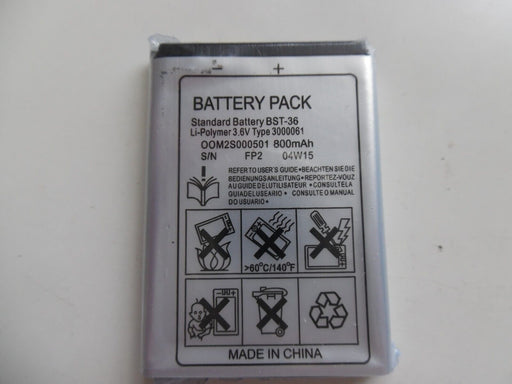 - +
BATTERY PACK
Standard Battery BST-36
Li-Polymer 3.6V Type 3000061
OOM2S000501 800mAh
S/N FP2 04W15
REFER TO USER'S GUIDE•BEACHTEN SIE DIE
BEDIENUNGSANLEITUNG•REPORTEZ-VOUZ
AU GUIDE DE L'UTILISATEUR • CONSULTE LA
GUIA DEL USARIO • CONSULTE O MANUAL
DO USUARIO •
>60°C/140°F
- +
MADE IN CHINA